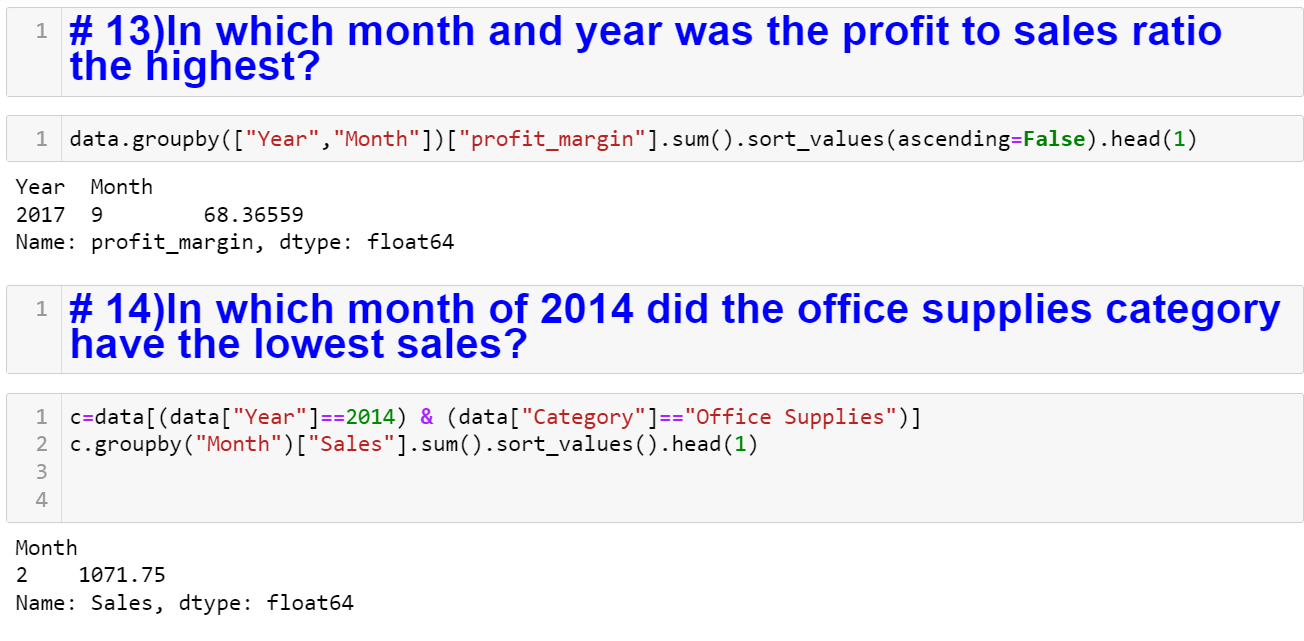 1 # 13)In which month and year was the profit to sales ratio
the highest?
1 data.groupby(["Year","Month"])["profit_margin"].sum().sort_values(ascending=False).head(1)
Year  Month
2017  9        68.36559
Name: profit_margin, dtype: float64
1 # 14)In which month of 2014 did the office supplies category
have the lowest sales?
1 c=data[(data["Year"]==2014) & (data["Category"]=="Office Supplies")]
2 c.groupby("Month")["Sales"].sum().sort_values().head(1)
3
4
Month
2    1071.75
Name: Sales, dtype: float64